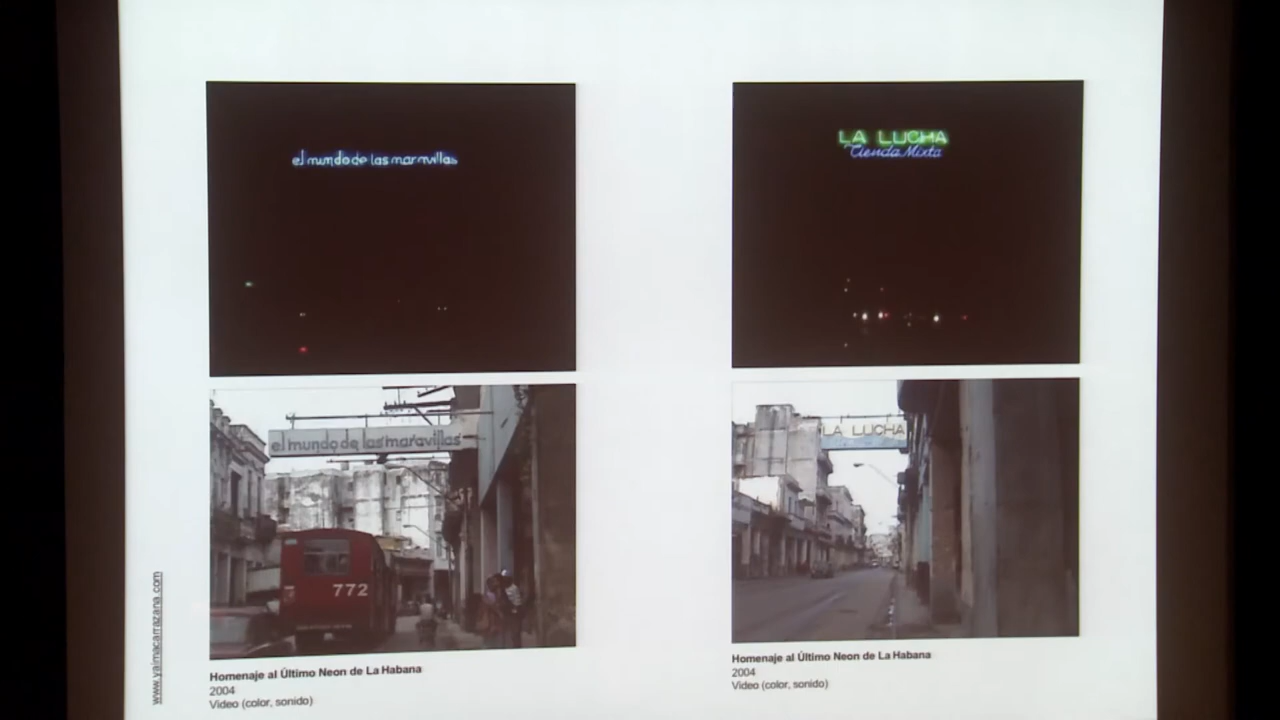 el mundo de las maravillas
LA LUCHA
Tienda Mixta
el mundo de las maravillas
772
LA LUCHA
www.yaimacarrazana.com
Homenaje al Último Neon de La Habana
2004
Video (color, sonido)
Homenaje al Último Neon de La Habana
2004
Video (color, sonido)